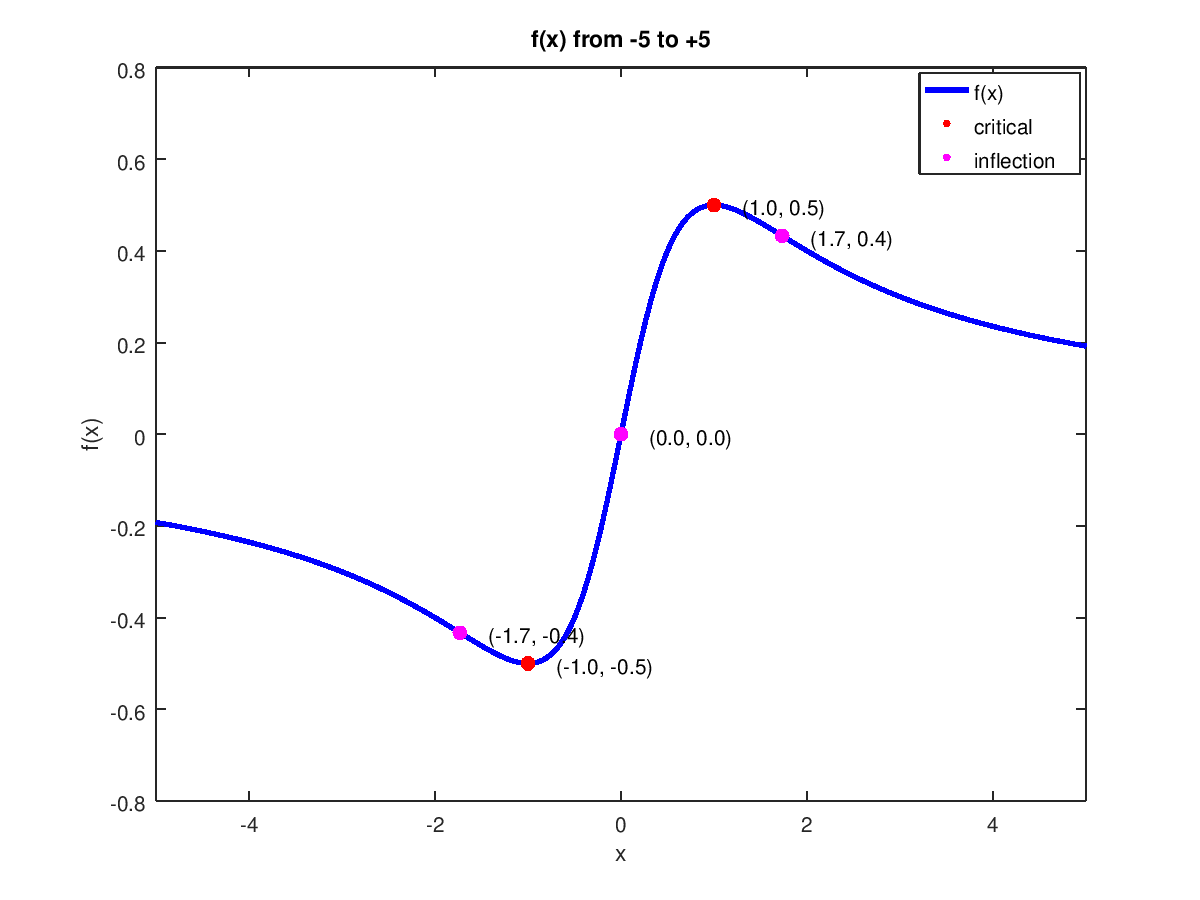 f(x) from -5 to +5
0.8
f(x)
critical
inflection
0.6
(1.0, 0.5)
(1.7, 0.4)
0.4
0.2
f(x)
0
(0.0, 0.0)
-0.2
-0.4
(-1.7, -0.4)
(-1.0, -0.5)
-0.6
-0.8
-4 -2 0 2 4
x